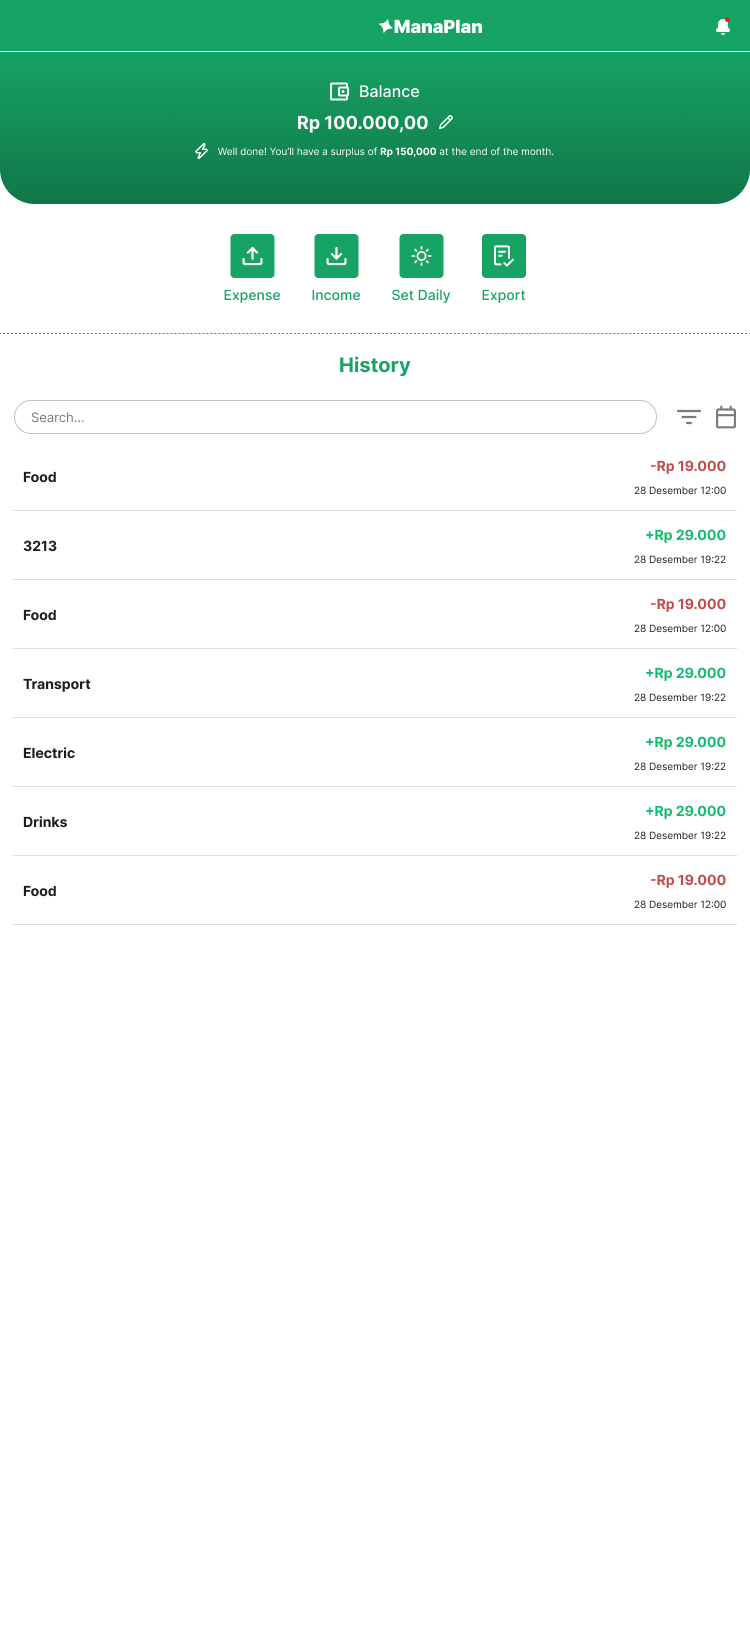 ManaPlan
Balance
Rp 100.000,00
Well done! You'll have a surplus of Rp 150,000 at the end of the month.
Expense Income Set Daily Export
History
Search...
Food
-Rp 19.000
28 Desember 12:00
3213
+Rp 29.000
28 Desember 19:22
Food
-Rp 19.000
28 Desember 12:00
Transport
+Rp 29.000
28 Desember 19:22
Electric
+Rp 29.000
28 Desember 19:22
Drinks
+Rp 29.000
28 Desember 19:22
Food
-Rp 19.000
28 Desember 12:00